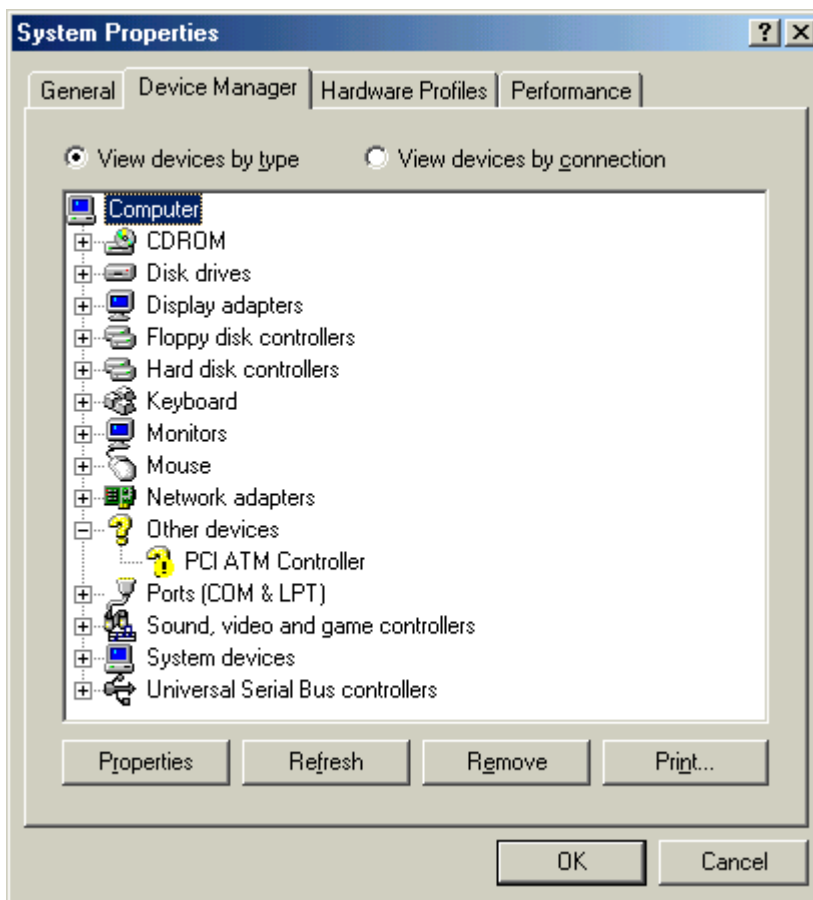 System Properties
General Device Manager Hardware Profiles Performance
View devices by type View devices by connection
Computer
CDROM
Disk drives
Display adapters
Floppy disk controllers
Hard disk controllers
Keyboard
Monitors
Mouse
Network adapters
Other devices
PCI ATM Controller
Ports (COM & LPT)
Sound, video and game controllers
System devices
Universal Serial Bus controllers
Properties Refresh Remove Print...
OK Cancel